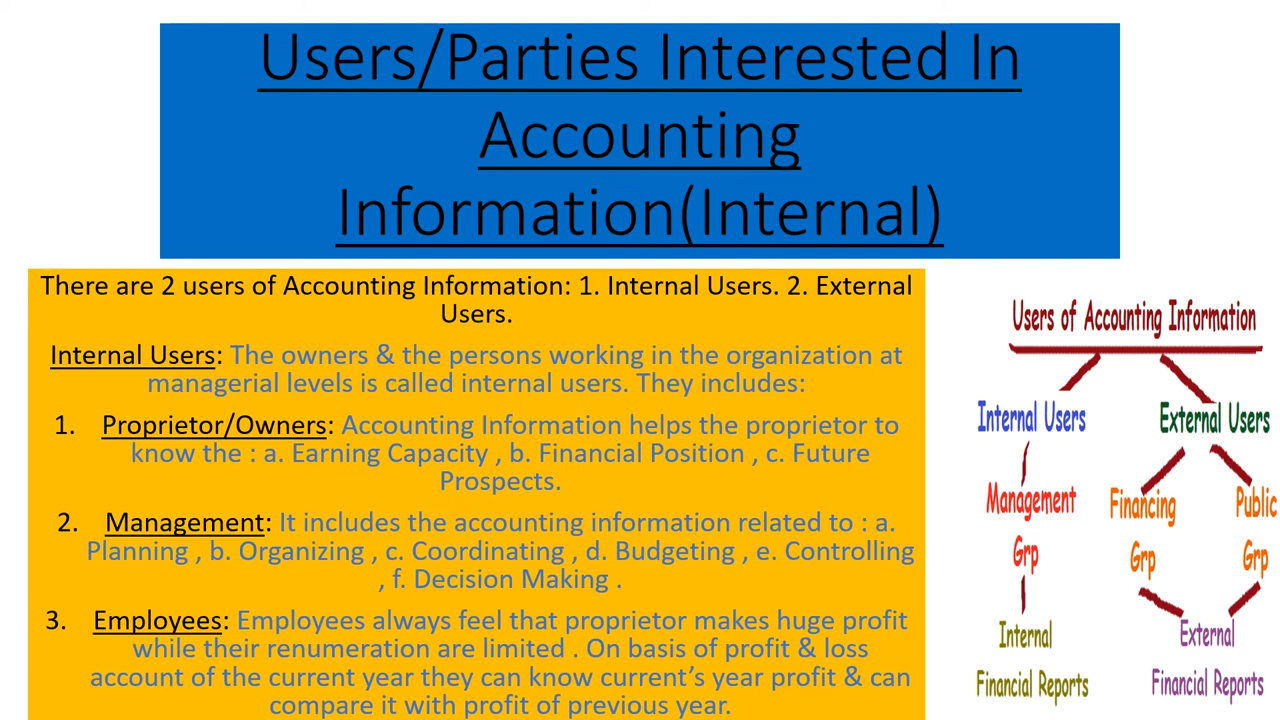 Users/Parties Interested In
Accounting
Information(Internal)
There are 2 users of Accounting Information: 1. Internal Users. 2. External
Users.
Internal Users: The owners & the persons working in the organization at
managerial levels is called internal users. They includes:
1. Proprietor/Owners: Accounting Information helps the proprietor to
know the : a. Earning Capacity , b. Financial Position , c. Future
Prospects.
2. Management: It includes the accounting information related to : a.
Planning , b. Organizing , c. Coordinating , d. Budgeting , e. Controlling
, f. Decision Making .
3. Employees: Employees always feel that proprietor makes huge profit
while their renumeration are limited . On basis of profit & loss
account of the current year they can know current's year profit & can
compare it with profit of previous year.
Users of Accounting Information
Internal Users
External Users
Management
Grp
Financing
Grp
Public
Grp
Internal
Financial Reports
External
Financial Reports